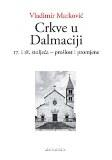 Vladimir Marković
Crkve u
Dalmaciji
17. i 18. stoljeća – prošlost i promjene